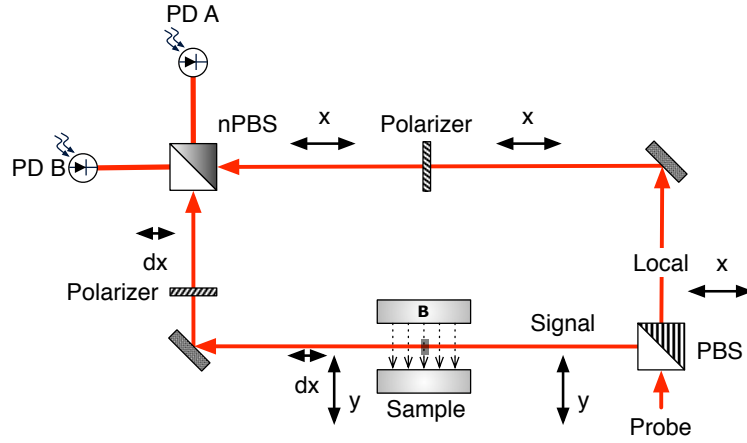 PD A
nPBS
x
Polarizer
x
PD B
dx
Local
x
Polarizer
B
Signal
PBS
dx
y
Sample
y
Probe